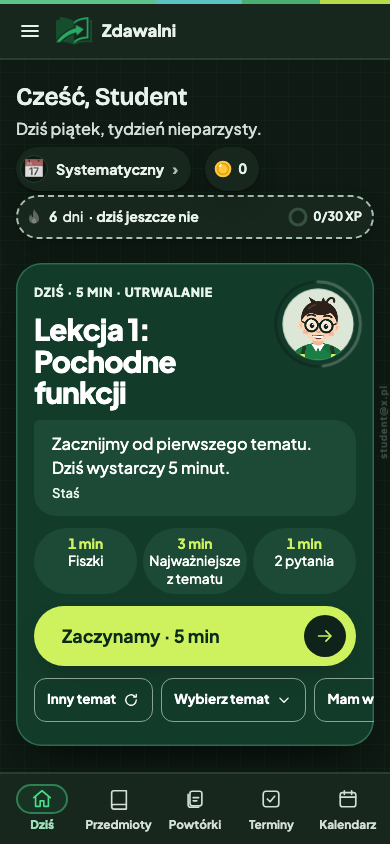 Zdawalni
Cześć, Student
Dziś piątek, tydzień nieparzysty.
Systematyczny ›
0
6 dni · dziś jeszcze nie
0/30 XP
DZIŚ · 5 MIN · UTRWALANIE
Lekcja 1:
Pochodne
funkcji
Zacznijmy od pierwszego tematu.
Dziś wystarczy 5 minut.
Staś
1 min
Fiszki
3 min
Najważniejsze
z tematu
1 min
2 pytania
Zaczynamy · 5 min
Inny temat
Wybierz temat
Mam w
student@x.pl
Dziś
Przedmioty
Powtórki
Terminy
Kalendarz